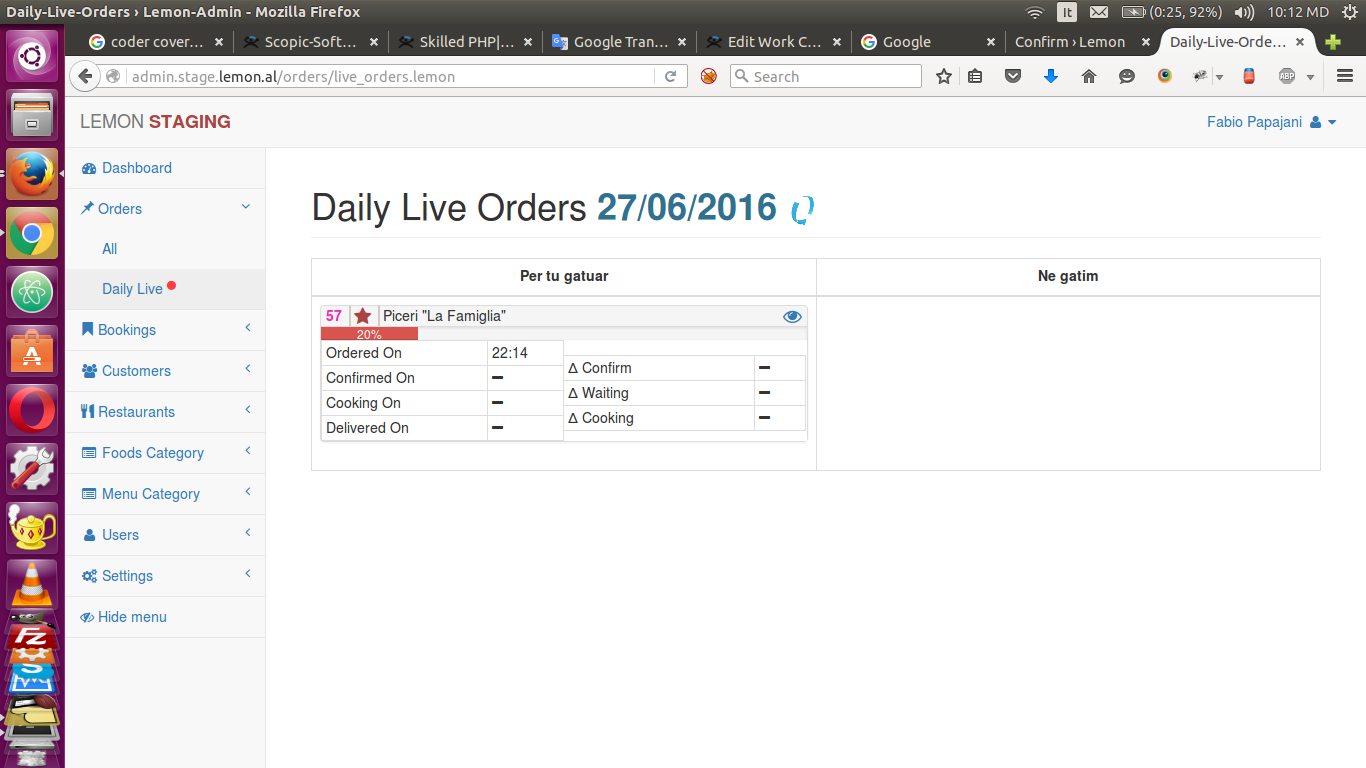 Daily-Live-Orders › Lemon-Admin - Mozilla Firefox
It
(0:25, 92%)
10:12 MD
coder cover…
Scopic-Soft…
Skilled PHP|…
Google Tran…
Edit Work C…
Google
Confirm › Lemon
Daily-Live-Orde…
admin.stage.lemon.al/orders/live_orders.lemon
Search
ABP
LEMON STAGING
Fabio Papajani
Dashboard
Orders
All
Daily Live
Bookings
Customers
Restaurants
Foods Category
Menu Category
Users
Settings
Hide menu
Daily Live Orders 27/06/2016
Per tu gatuar
Ne gatim
57
Piceri "La Famiglia"
20%
Ordered On
22:14
Confirmed On
Cooking On
Delivered On
Δ Confirm
Δ Waiting
Δ Cooking
A
Fz
S